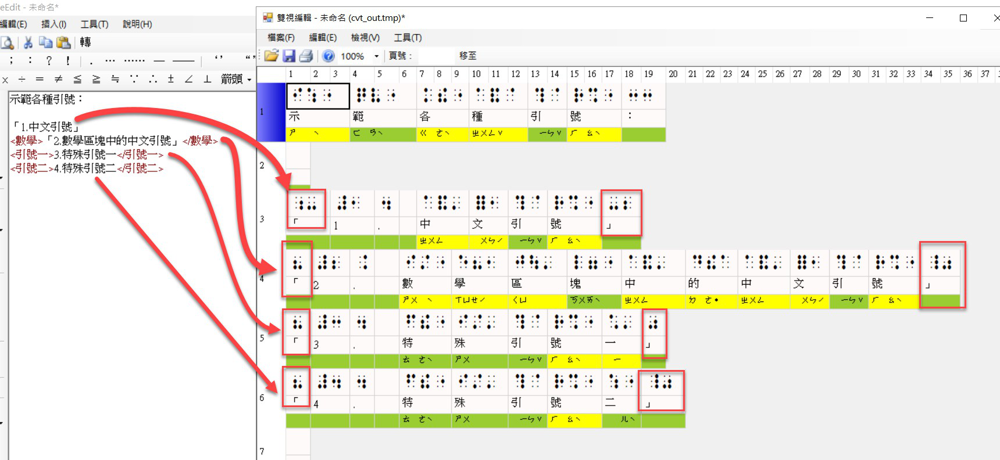 eEdit - 未命名*
編輯(E) 插入(I) 工具(T) 說明(H)
轉
； ： ？ ！ ． … …… — —— ‘’ “”
× ÷ ＝ ≠ ≦ ≧ ≒ ∵ ∴ ± ∠ ⊥ 箭頭
示範各種引號：
「1.中文引號」
<數學>「2.數學區塊中的中文引號」</數學>
<引號一>3.特殊引號一</引號一>
<引號二>4.特殊引號二</引號二>
雙視編輯 - 未命名 (cvt_out.tmp)*
檔案(F) 編輯(E) 檢視(V) 工具(T)
100% 頁號： 移至
1 2 3 4 5 6 7 8 9 10 11 12 13 14 15 16 17 18 19 20 21 22 23 24 25 26 27 28 29 30 31 32 33 34 35 36 37 3
⠊⠱⠐ ⠟⠧⠐ ⠅⠮⠐ ⠁⠯⠈ ⠹⠈ ⠗⠩⠐ ⠒⠒
1 示 範 各 種 引 號 ：
ㄕ ˋ ㄈ ㄢˋ ㄍ ㄜˋ ㄓㄨㄥˇ ㄧㄣˇ ㄏ ㄠˋ
2
3 「 1 . 中 文 引 號 」
ㄓㄨㄥ ㄨㄣˊ ㄧㄣˇ ㄏ ㄠˋ
4 「 2 . 數 學 區 塊 中 的 中 文 引 號 」
ㄕㄨ ˋ ㄒㄩㄝˊ ㄑㄩ ㄎㄨㄞˋ ㄓㄨㄥ ㄉ ㄜ˙ ㄓㄨㄥ ㄨㄣˊ ㄧㄣˇ ㄏ ㄠˋ
5 「 3 . 特 殊 引 號 一 」
ㄊ ㄜˋ ㄕㄨ ㄧㄣˇ ㄏ ㄠˋ ㄧ
6 「 4 . 特 殊 引 號 二 」
ㄊ ㄜˋ ㄕㄨ ㄧㄣˇ ㄏ ㄠˋ ㄦˋ
7